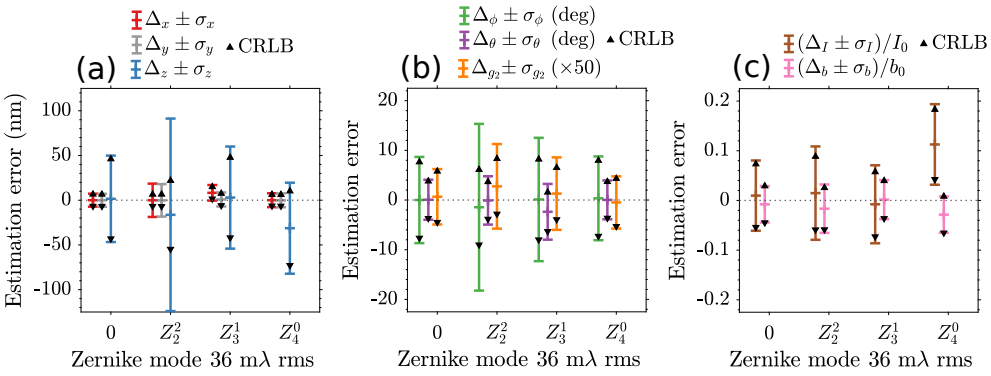 (a)
Δx ± σx
Δy ± σy ▲ CRLB
Δz ± σz
Estimation error (nm)
100
50
0
-50
-100
0 Z₂² Z₃¹ Z₄⁰
Zernike mode 36 mλ rms
(b)
Δϕ ± σϕ (deg)
Δθ ± σθ (deg) ▲ CRLB
Δg₂ ± σg₂ (×50)
Estimation error
20
10
0
-10
-20
0 Z₂² Z₃¹ Z₄⁰
Zernike mode 36 mλ rms
(c)
(ΔI ± σI)/I₀ ▲ CRLB
(Δb ± σb)/b₀
Estimation error
0.2
0.1
0
-0.1
-0.2
0 Z₂² Z₃¹ Z₄⁰
Zernike mode 36 mλ rms